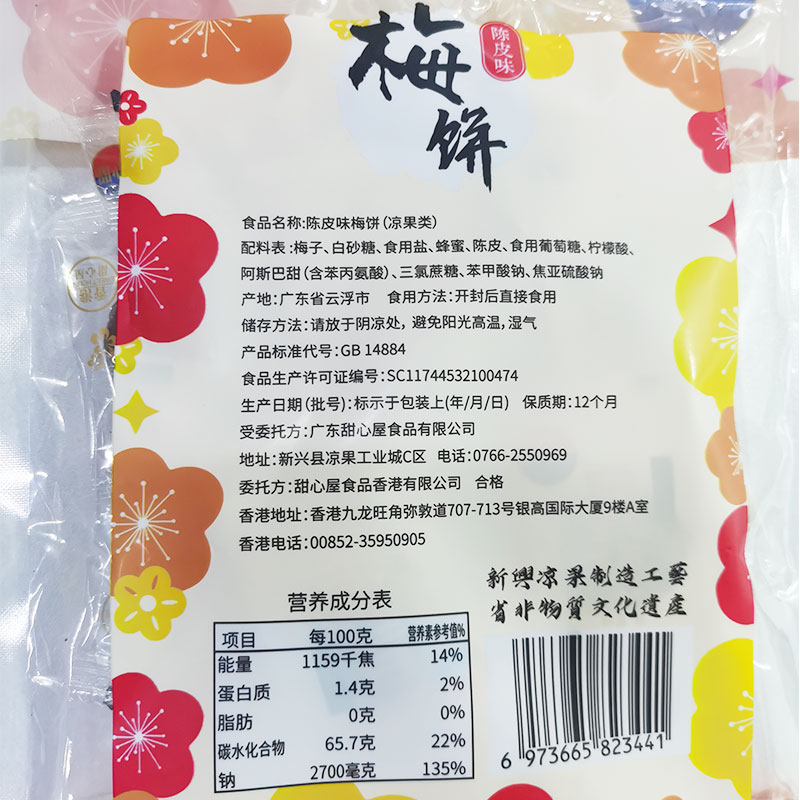 梅饼
陈皮味
食品名称:陈皮味梅饼(凉果类)
配料表:梅子、白砂糖、食用盐、蜂蜜、陈皮、食用葡萄糖、柠檬酸、
阿斯巴甜(含苯丙氨酸)、三氯蔗糖、苯甲酸钠、焦亚硫酸钠
产地:广东省云浮市 食用方法:开封后直接食用
储存方法:请放于阴凉处,避免阳光高温,湿气
产品标准代号:GB 14884
食品生产许可证编号:SC11744532100474
生产日期(批号):标示于包装上(年/月/日) 保质期:12个月
受委托方:广东甜心屋食品有限公司
地址:新兴县凉果工业城C区 电话:0766-2550969
委托方:甜心屋食品香港有限公司 合格
香港地址:香港九龙旺角弥敦道707-713号银高国际大厦9楼A室
香港电话:00852-35950905
新興凉果制造工藝
省非物質文化遺産
营养成分表
项目 每100克 营养素参考值%
能量 1159千焦 14%
蛋白质 1.4克 2%
脂肪 0克 0%
碳水化合物 65.7克 22%
钠 2700毫克 135%
6 973665 823441